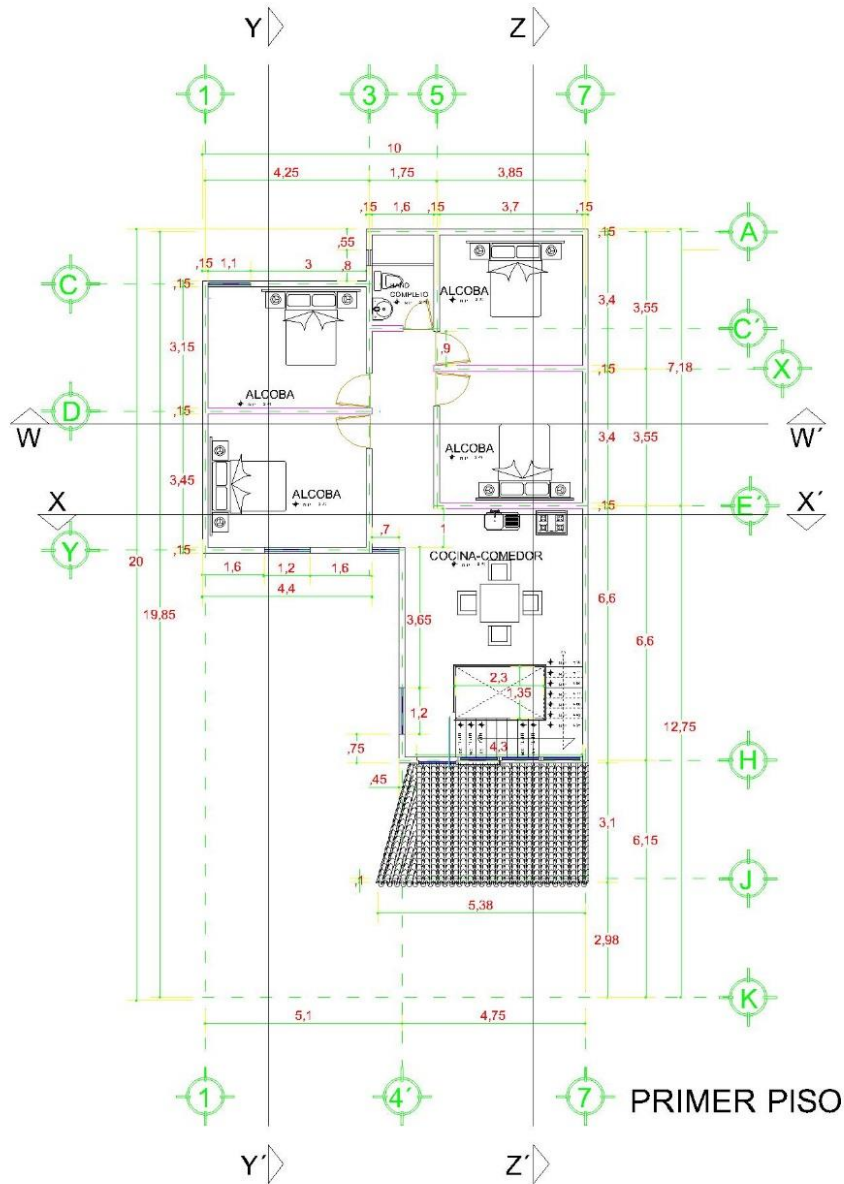 Y Z
1 3 5 7
10
4,25 1,75 3,85
,15 1,6 ,15 3,7 ,15
,15 A
,55
,15 1,1 3 ,8
C ,15
BAÑO
COMPLETO
ALCOBA
3,4 3,55
C´
3,15
,9
,15 X
7,18
ALCOBA
D ,15
W W´
ALCOBA
3,4 3,55
3,45
ALCOBA
,15 E´
X X´
,7 1
Y ,15
COCINA-COMEDOR
20
1,6 1,2 1,6
4,4
19,85
3,65
6,6 6,6
2,3
1,35
1,2
12,75
,75
4,3
H
,45
3,1
6,15
,1
J
5,38
2,98
K
5,1 4,75
1 4´ 7
PRIMER PISO
Y´ Z´